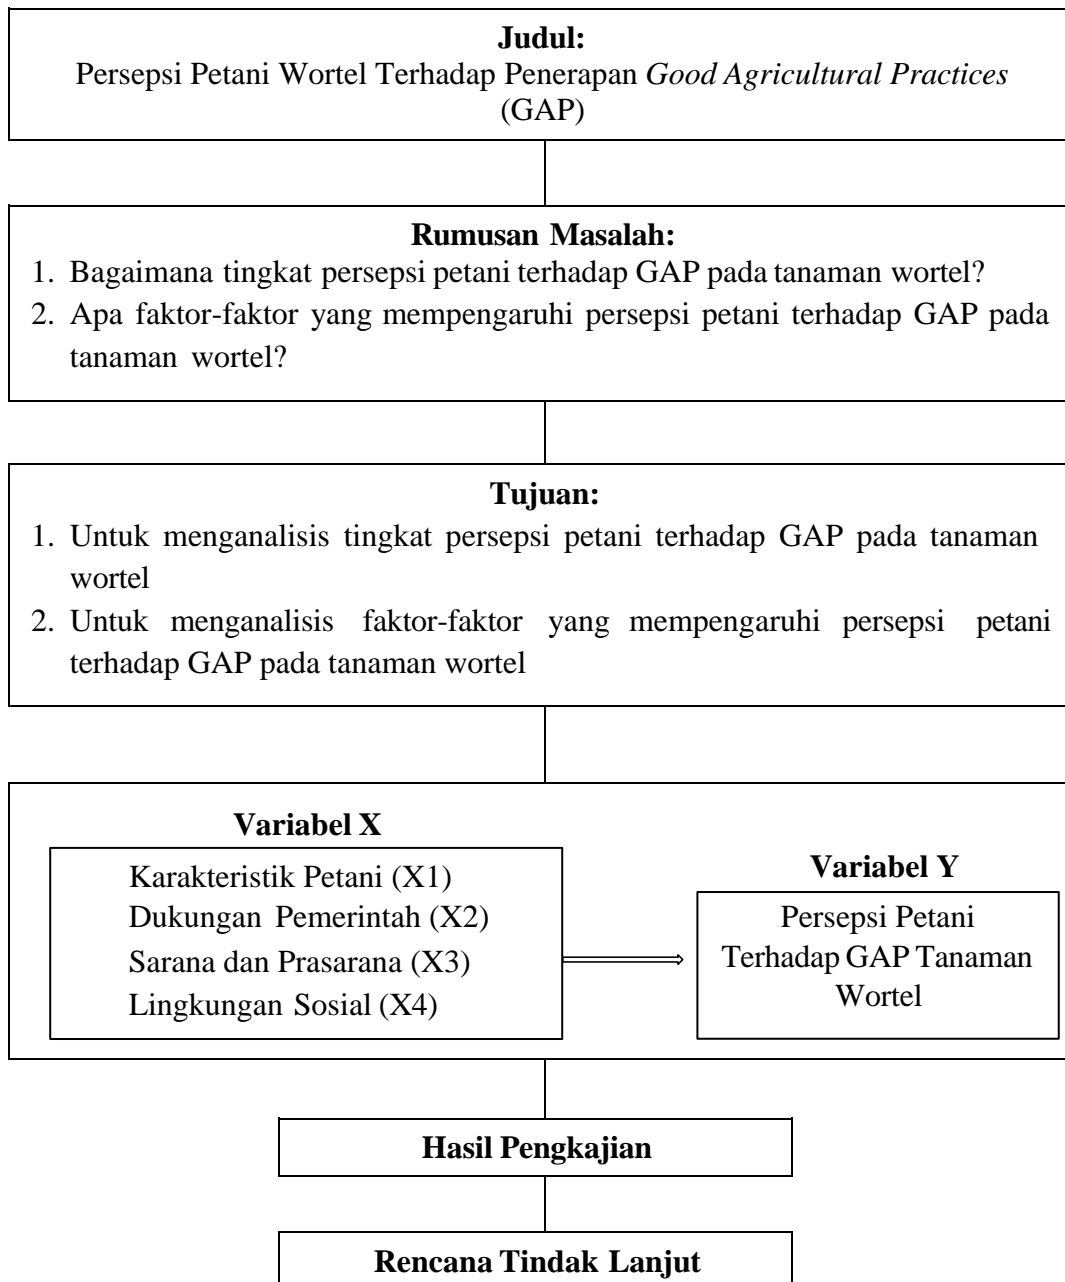 Judul:
Persepsi Petani Wortel Terhadap Penerapan Good Agricultural Practices
(GAP)
Rumusan Masalah:
1. Bagaimana tingkat persepsi petani terhadap GAP pada tanaman wortel?
2. Apa faktor-faktor yang mempengaruhi persepsi petani terhadap GAP pada
tanaman wortel?
Tujuan:
1. Untuk menganalisis tingkat persepsi petani terhadap GAP pada tanaman
wortel
2. Untuk menganalisis faktor-faktor yang mempengaruhi persepsi petani
terhadap GAP pada tanaman wortel
Variabel X
Karakteristik Petani (X1)
Dukungan Pemerintah (X2)
Sarana dan Prasarana (X3)
Lingkungan Sosial (X4)
Variabel Y
Persepsi Petani
Terhadap GAP Tanaman
Wortel
Hasil Pengkajian
Rencana Tindak Lanjut